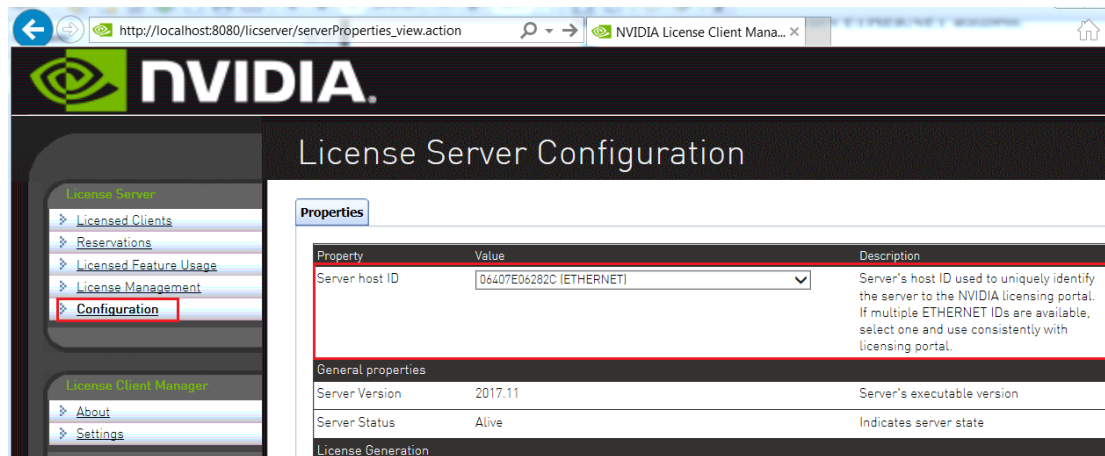 http://localhost:8080/licserver/serverProperties_view.action
NVIDIA License Client Mana...
NVIDIA.
License Server Configuration
License Server
Licensed Clients
Reservations
Licensed Feature Usage
License Management
Configuration
License Client Manager
About
Settings
Properties
Property Value Description
Server host ID 06407E06282C (ETHERNET) Server's host ID used to uniquely identify
the server to the NVIDIA licensing portal.
If multiple ETHERNET IDs are available,
select one and use consistently with
licensing portal.
General properties
Server Version 2017.11 Server's executable version
Server Status Alive Indicates server state
License Generation